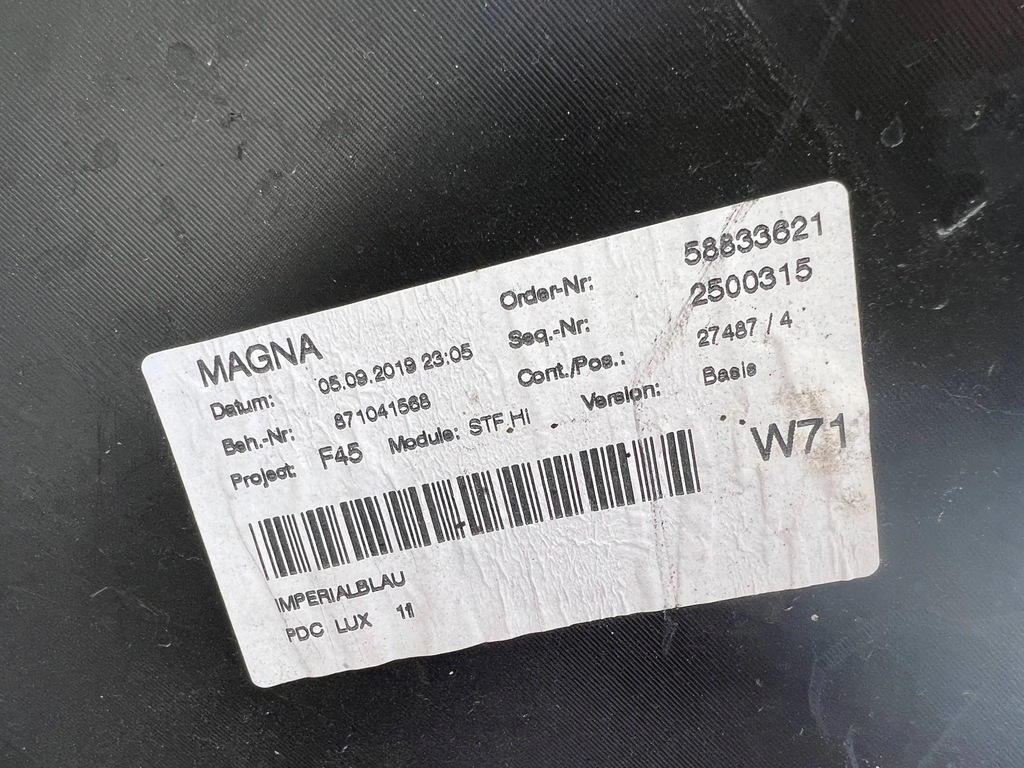 MAGNA
Datum: 05.09.2019 23:05
Beh.-Nr: 871041568
Project: F45 Module: STF.Hi
Order-Nr: 58833621
Seq.-Nr: 2500315
Cont./Pos.: 27487 / 4
Version: Basis
W71
IMPERIALBLAU
PDC LUX 11